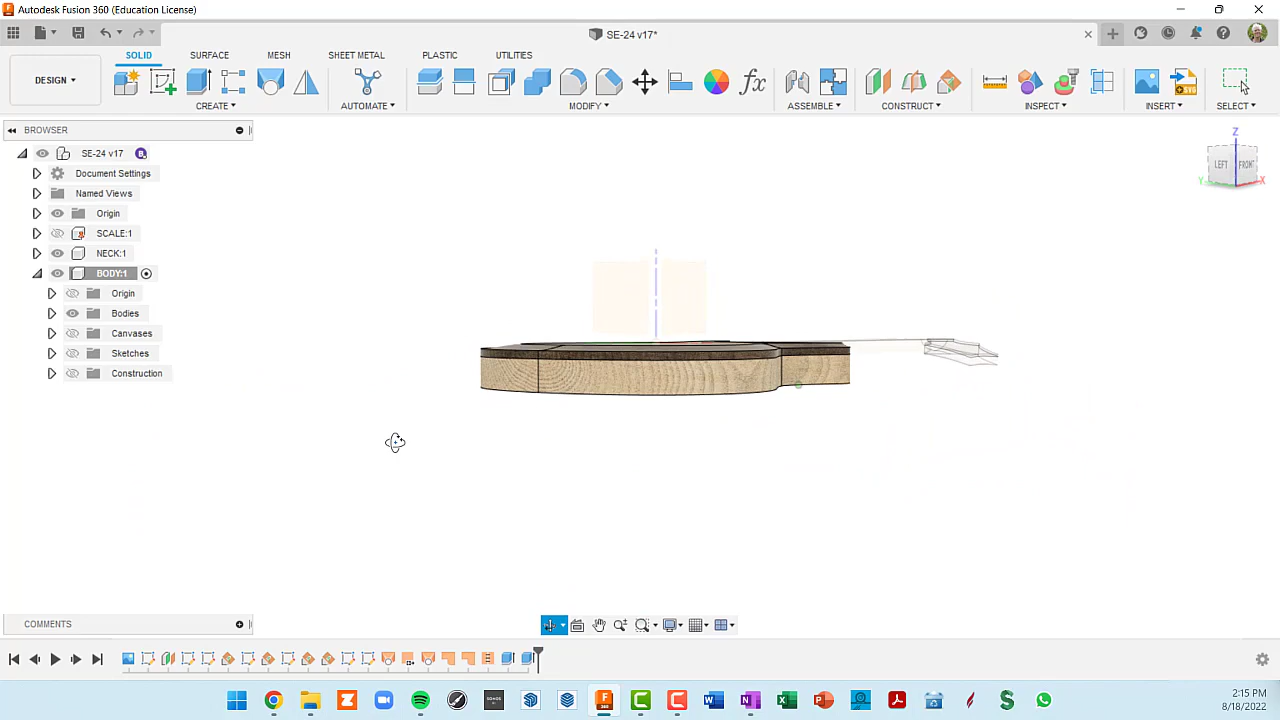 Autodesk Fusion 360 (Education License)
SE-24 v17*
DESIGN
SOLID
SURFACE
MESH
SHEET METAL
PLASTIC
UTILITIES
CREATE
AUTOMATE
MODIFY
ASSEMBLE
CONSTRUCT
INSPECT
INSERT
SELECT
BROWSER
SE-24 v17
Document Settings
Named Views
Origin
SCALE:1
NECK:1
BODY:1
Origin
Bodies
Canvases
Sketches
Construction
Z
LEFT
FRONT
Y
X
COMMENTS
2:15 PM
8/18/2022